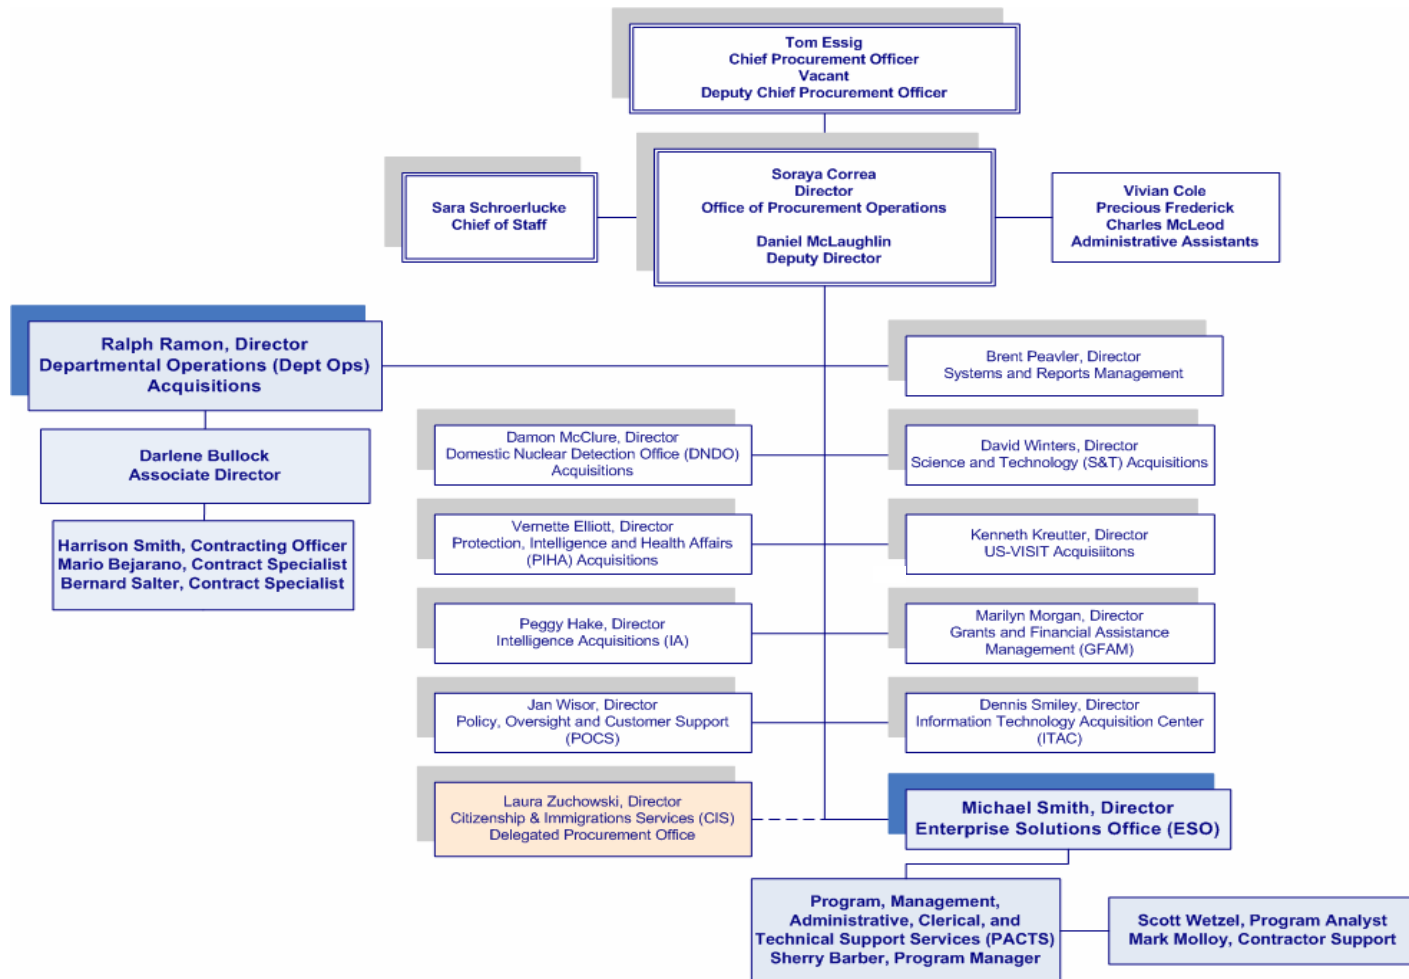 Tom Essig
Chief Procurement Officer
Vacant
Deputy Chief Procurement Officer
Sara Schroerlucke
Chief of Staff
Soraya Correa
Director
Office of Procurement Operations
Daniel McLaughlin
Deputy Director
Vivian Cole
Precious Frederick
Charles McLeod
Administrative Assistants
Ralph Ramon, Director
Departmental Operations (Dept Ops)
Acquisitions
Brent Peavler, Director
Systems and Reports Management
Darlene Bullock
Associate Director
Harrison Smith, Contracting Officer
Mario Bejarano, Contract Specialist
Bernard Salter, Contract Specialist
Damon McClure, Director
Domestic Nuclear Detection Office (DNDO)
Acquisitions
David Winters, Director
Science and Technology (S&T) Acquisitions
Vernette Elliott, Director
Protection, Intelligence and Health Affairs
(PIHA) Acquisitions
Kenneth Kreutter, Director
US-VISIT Acquisiitons
Peggy Hake, Director
Intelligence Acquisitions (IA)
Marilyn Morgan, Director
Grants and Financial Assistance
Management (GFAM)
Jan Wisor, Director
Policy, Oversight and Customer Support
(POCS)
Dennis Smiley, Director
Information Technology Acquisition Center
(ITAC)
Laura Zuchowski, Director
Citizenship & Immigrations Services (CIS)
Delegated Procurement Office
Michael Smith, Director
Enterprise Solutions Office (ESO)
Program, Management,
Administrative, Clerical, and
Technical Support Services (PACTS)
Sherry Barber, Program Manager
Scott Wetzel, Program Analyst
Mark Molloy, Contractor Support